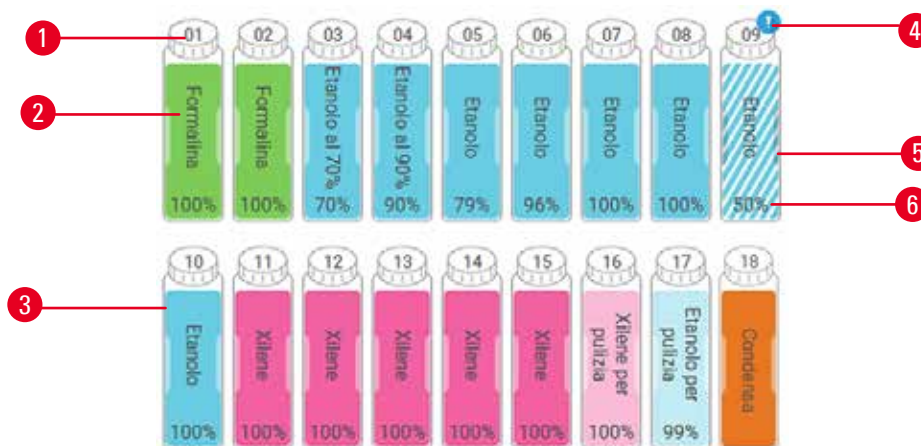 1
01 02 03 04 05 06 07 08 09 ! 4
2
Formalina
Formalina
Etanolo al 70%
Etanolo al 90%
Etanolo
Etanolo
Etanolo
Etanolo
Etanolo
5
100% 100% 70% 90% 79% 96% 100% 100% 50% 6
10 11 12 13 14 15 16 17 18
3
Etanolo
Xilene
Xilene
Xilene
Xilene
Xilene
Xilene per
pulizia
Etanolo per
pulizia
Condensa
100% 100% 100% 100% 100% 100% 100% 99%